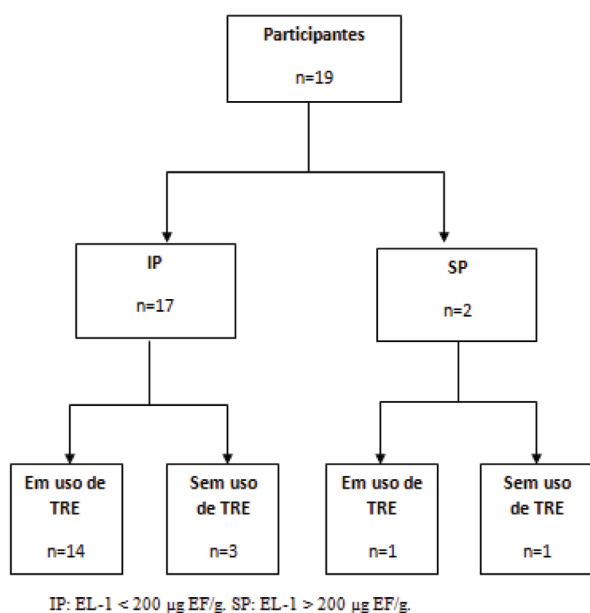 Participantes
n=19
IP
n=17
SP
n=2
Em uso de
TRE
n=14
Sem uso
de TRE
n=3
Em uso de
TRE
n=1
Sem uso
de TRE
n=1
IP: EL-1 < 200 µg EF/g. SP: EL-1 > 200 µg EF/g.